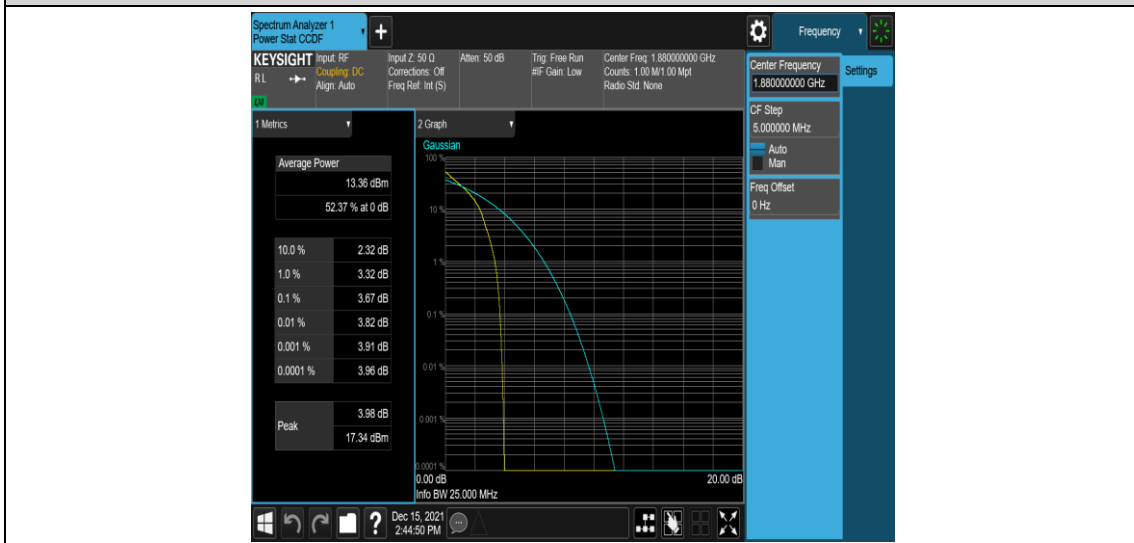 Spectrum Analyzer 1
Power Stat CCDF
+
Frequency
KEYSIGHT
RL
LXI
Input: RF
Coupling: DC
Align: Auto
Input Z: 50 Ω
Corrections: Off
Freq Ref: Int (S)
Atten: 50 dB
Trig: Free Run
#IF Gain: Low
Center Freq: 1.880000000 GHz
Counts: 1.00 M/1.00 Mpt
Radio Std: None
Center Frequency
1.880000000 GHz
Settings
CF Step
5.000000 MHz
Auto
Man
Freq Offset
0 Hz
1 Metrics
Average Power
13.36 dBm
52.37 % at 0 dB
10.0 % 2.32 dB
1.0 % 3.32 dB
0.1 % 3.67 dB
0.01 % 3.82 dB
0.001 % 3.91 dB
0.0001 % 3.96 dB
Peak 3.98 dB
17.34 dBm
2 Graph
Gaussian
100 %
10 %
1 %
0.1 %
0.01 %
0.001 %
0.0001 %
0.00 dB 20.00 dB
Info BW 25.000 MHz
?
Dec 15, 2021
2:44:50 PM